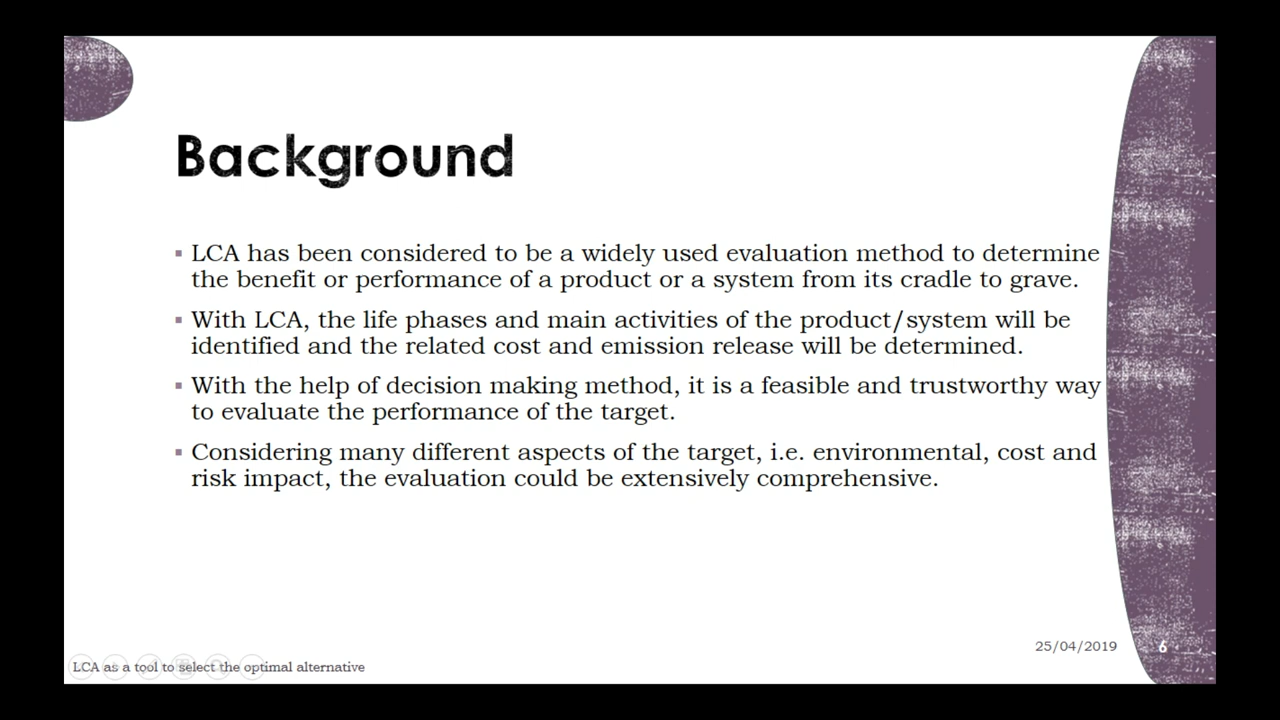 Background
▪ LCA has been considered to be a widely used evaluation method to determine
the benefit or performance of a product or a system from its cradle to grave.
▪ With LCA, the life phases and main activities of the product/system will be
identified and the related cost and emission release will be determined.
▪ With the help of decision making method, it is a feasible and trustworthy way
to evaluate the performance of the target.
▪ Considering many different aspects of the target, i.e. environmental, cost and
risk impact, the evaluation could be extensively comprehensive.
25/04/2019
6
LCA as a tool to select the optimal alternative